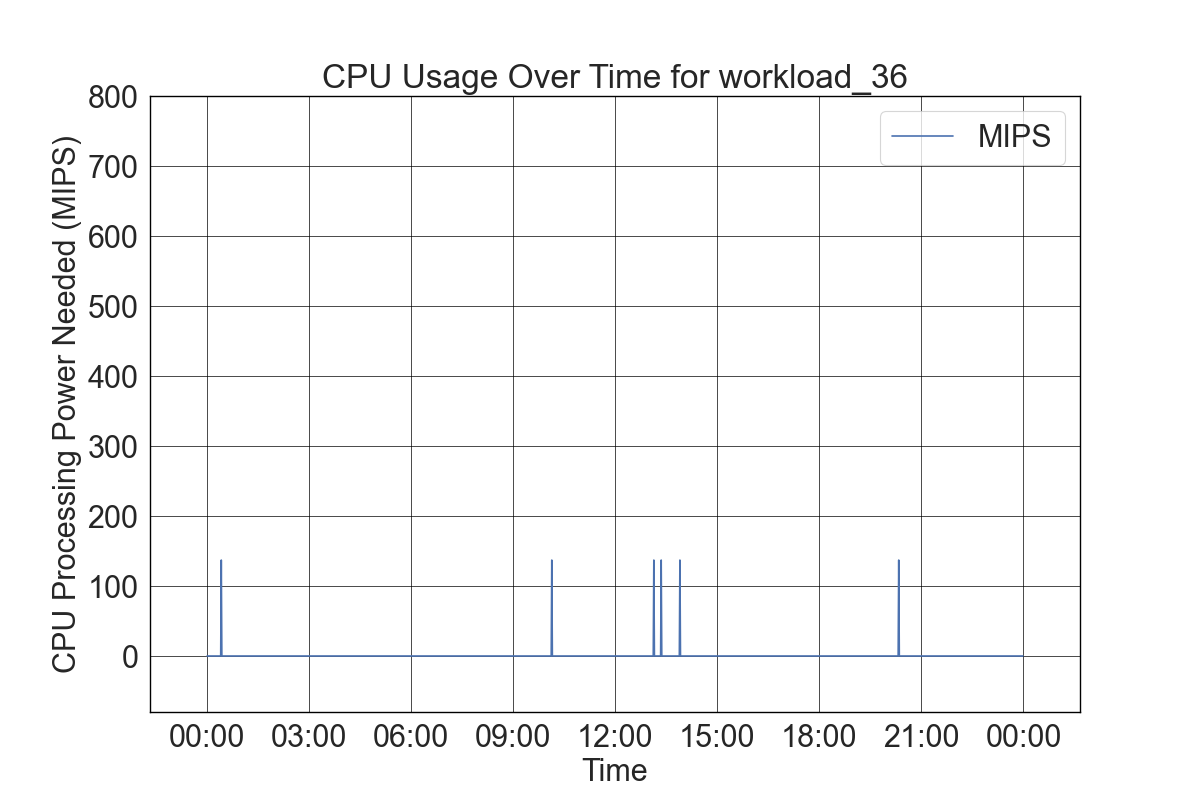 CPU Usage Over Time for workload_36
MIPS
CPU Processing Power Needed (MIPS)
800
700
600
500
400
300
200
100
0
00:00 03:00 06:00 09:00 12:00 15:00 18:00 21:00 00:00
Time